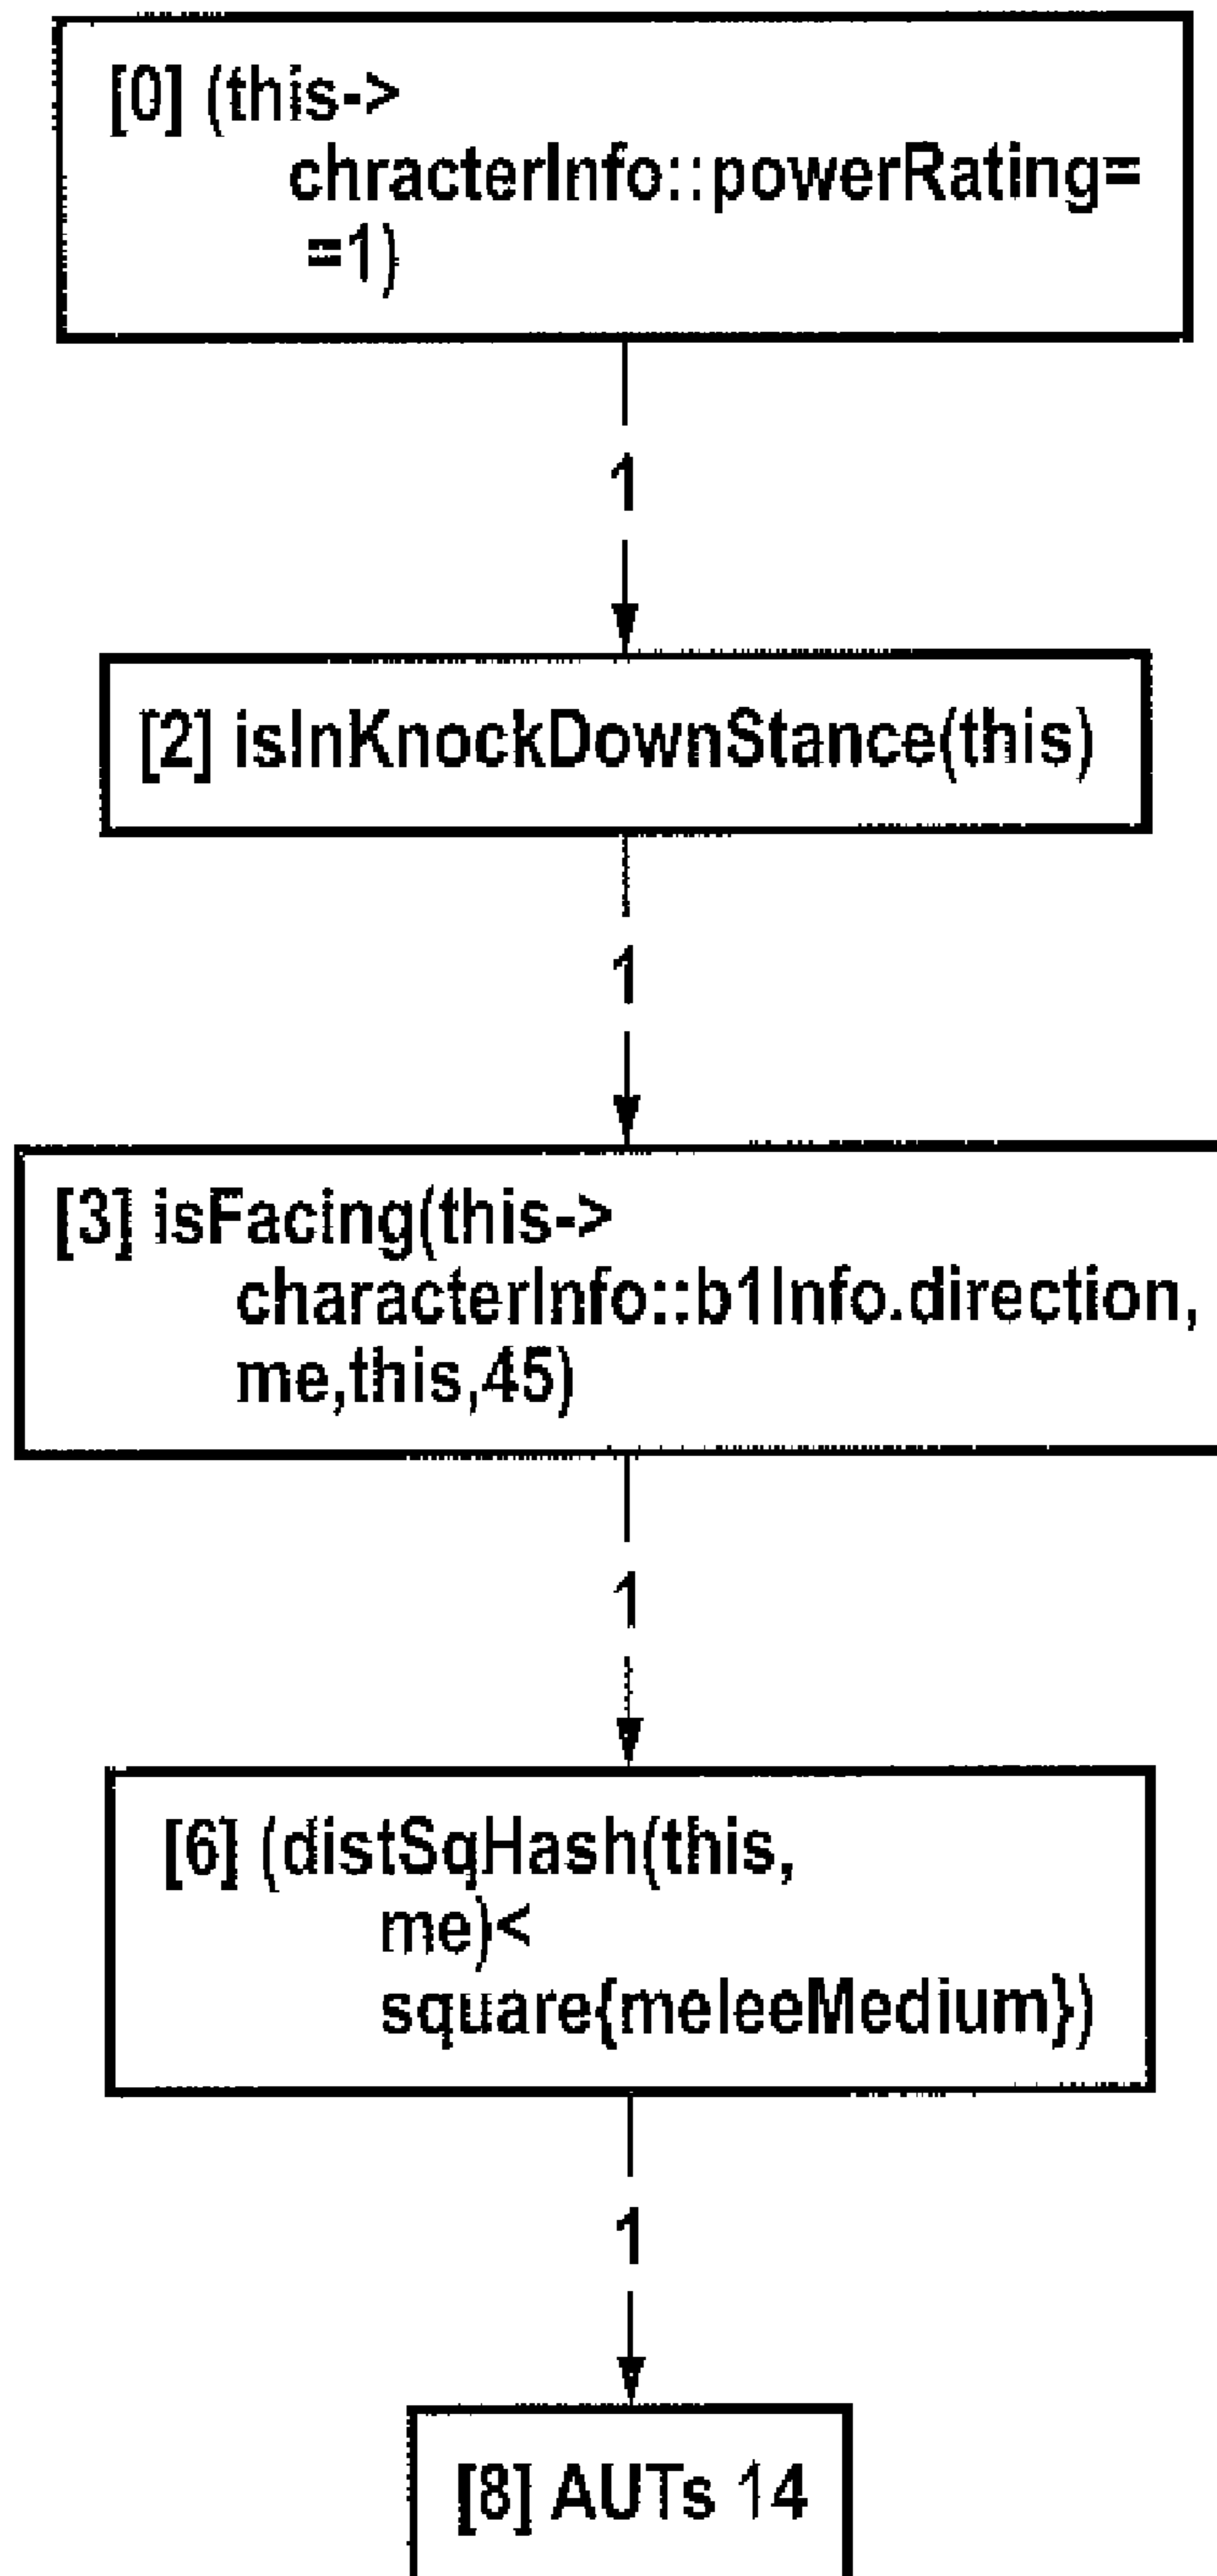 [0] (this->
chracterInfo::powerRating=
=1)
1
[2] isInKnockDownStance(this)
1
[3] isFacing(this->
characterInfo::b1Info.direction,
me,this,45)
1
[6] (distSqHash(this,
me)<
square{meleeMedium})
1
[8] AUTs 14